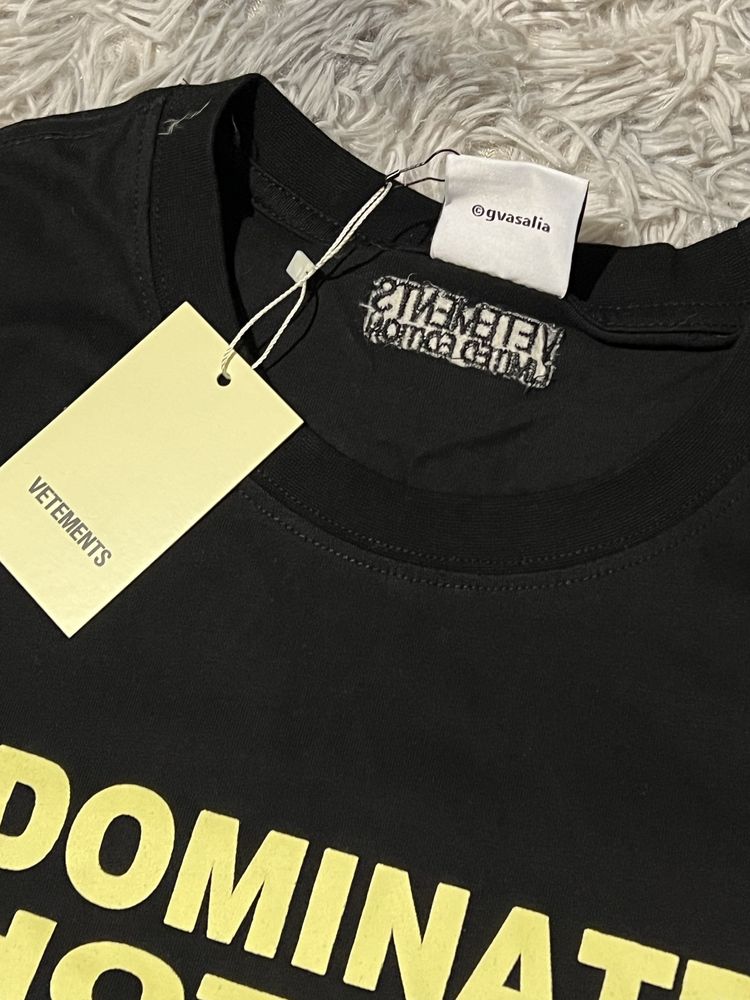 ©gvasalia
VETEMENTS
LIMITED EDITION
VETEMENTS
DOMINATE